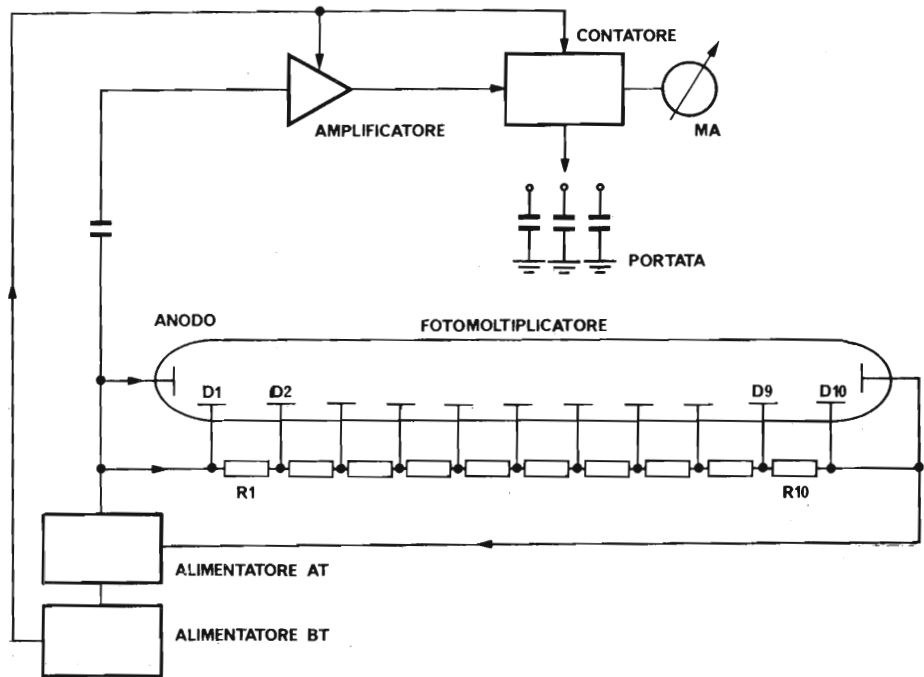 CONTATORE
AMPLIFICATORE
MA
PORTATA
ANODO
FOTOMOLTIPLICATORE
D1
D2
D9
D10
R1
R10
ALIMENTATORE AT
ALIMENTATORE BT